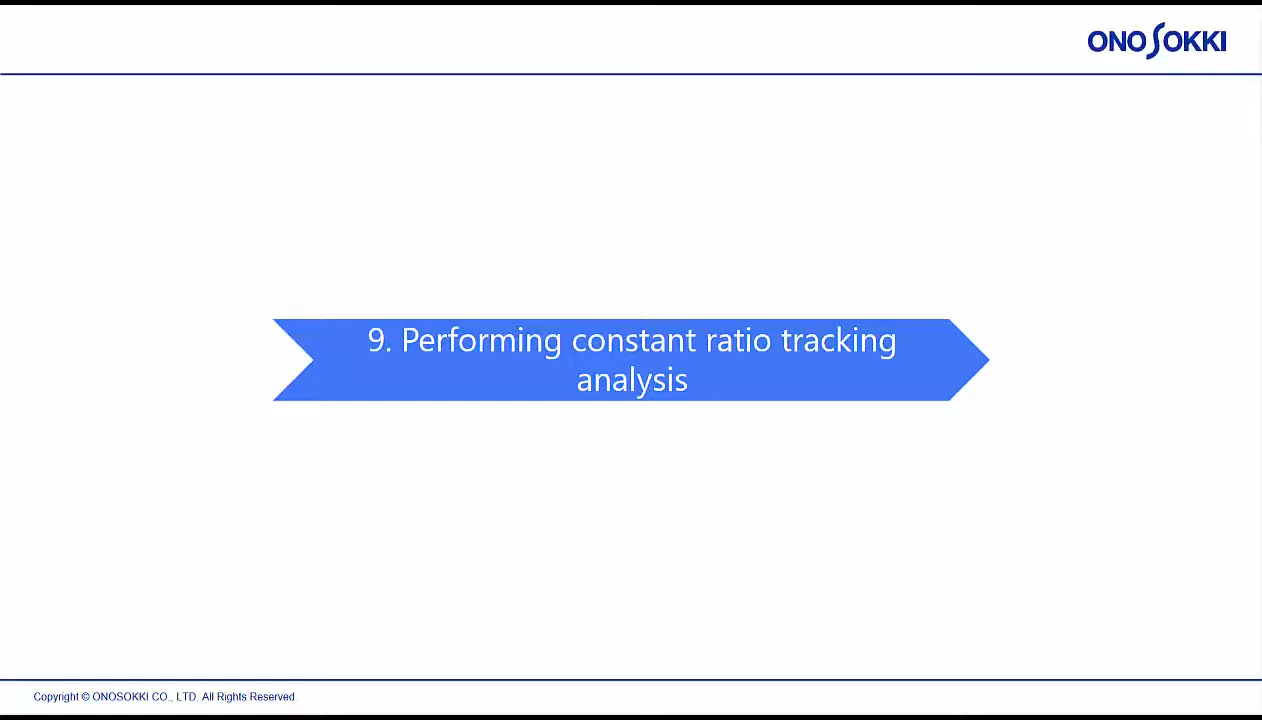 ONO SOKKI
9. Performing constant ratio tracking
analysis
Copyright © ONOSOKKI CO., LTD. All Rights Reserved.